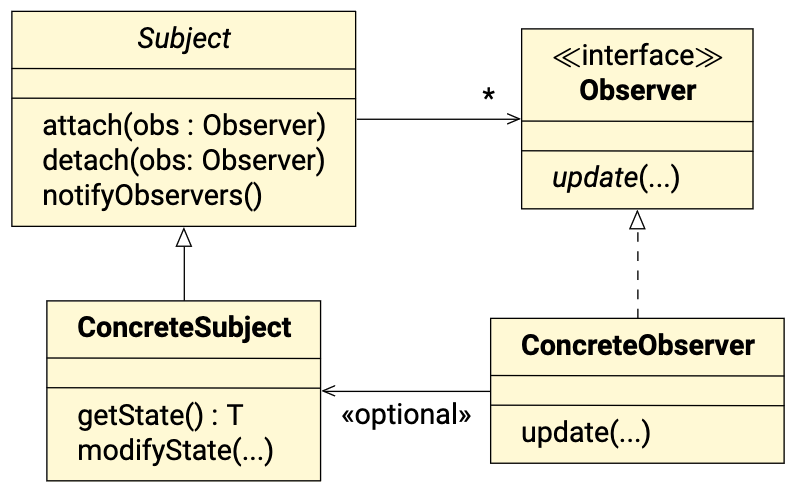 Subject
attach(obs : Observer)
detach(obs: Observer)
notifyObservers()
*
≪interface≫
Observer
update(...)
ConcreteSubject
getState() : T
modifyState(...)
«optional»
ConcreteObserver
update(...)